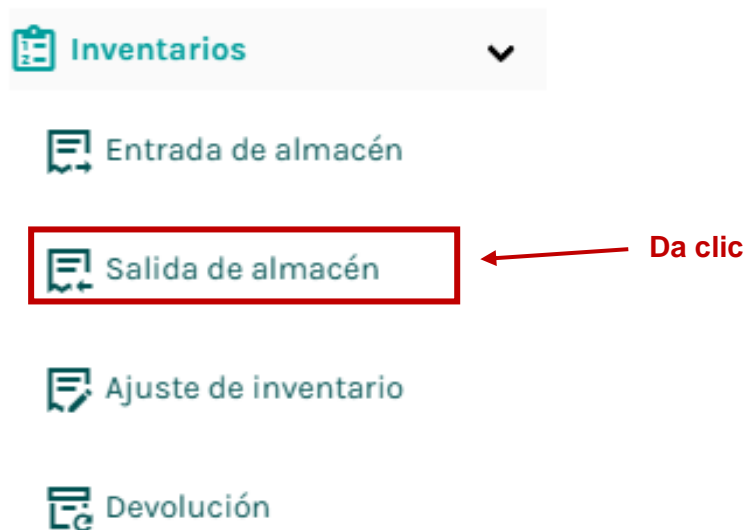 Inventarios
Entrada de almacén
Salida de almacén
Da clic
Ajuste de inventario
Devolución